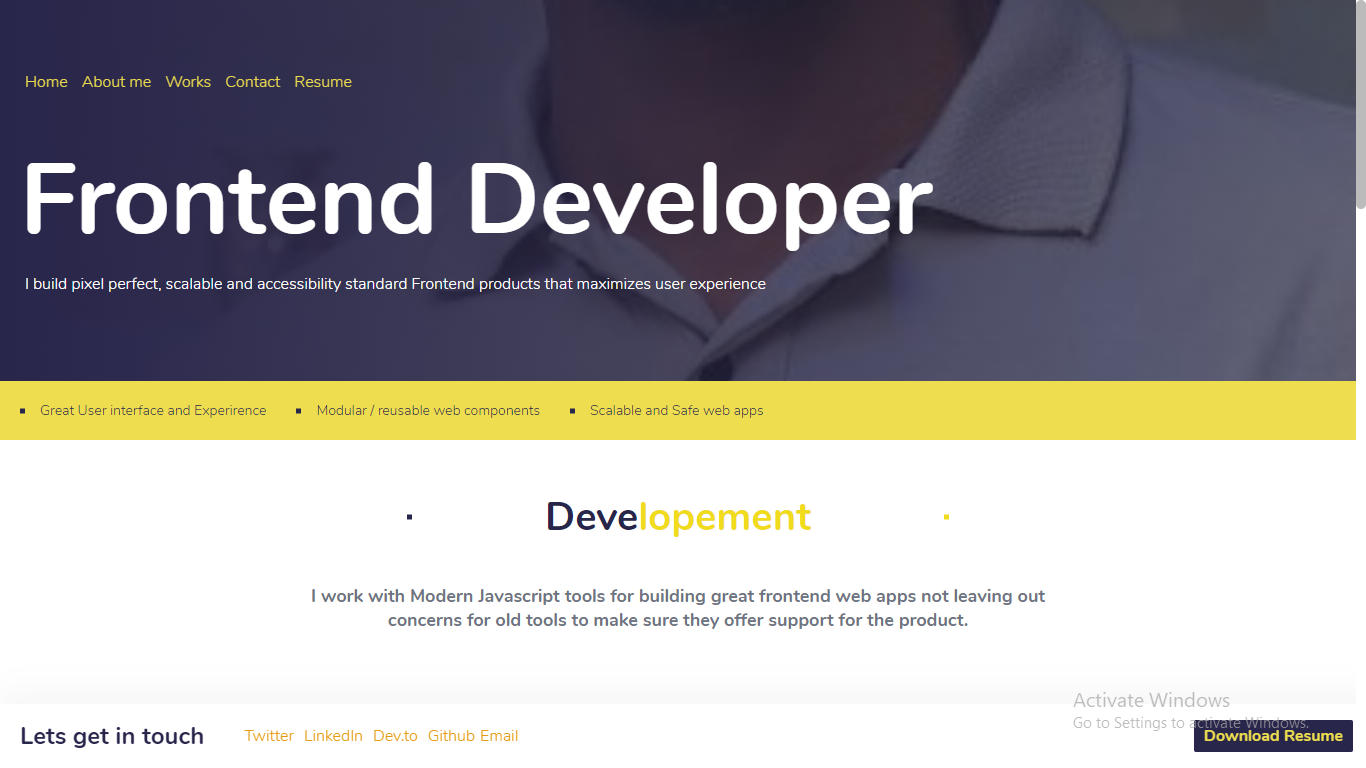 Home About me Works Contact Resume
Frontend Developer
I build pixel perfect, scalable and accessibility standard Frontend products that maximizes user experience
Great User interface and Experirence Modular / reusable web components Scalable and Safe web apps
Developement
I work with Modern Javascript tools for building great frontend web apps not leaving out
concerns for old tools to make sure they offer support for the product.
Activate Windows
Go to Settings to activate Windows.
Lets get in touch Twitter LinkedIn Dev.to Github Email Download Resume